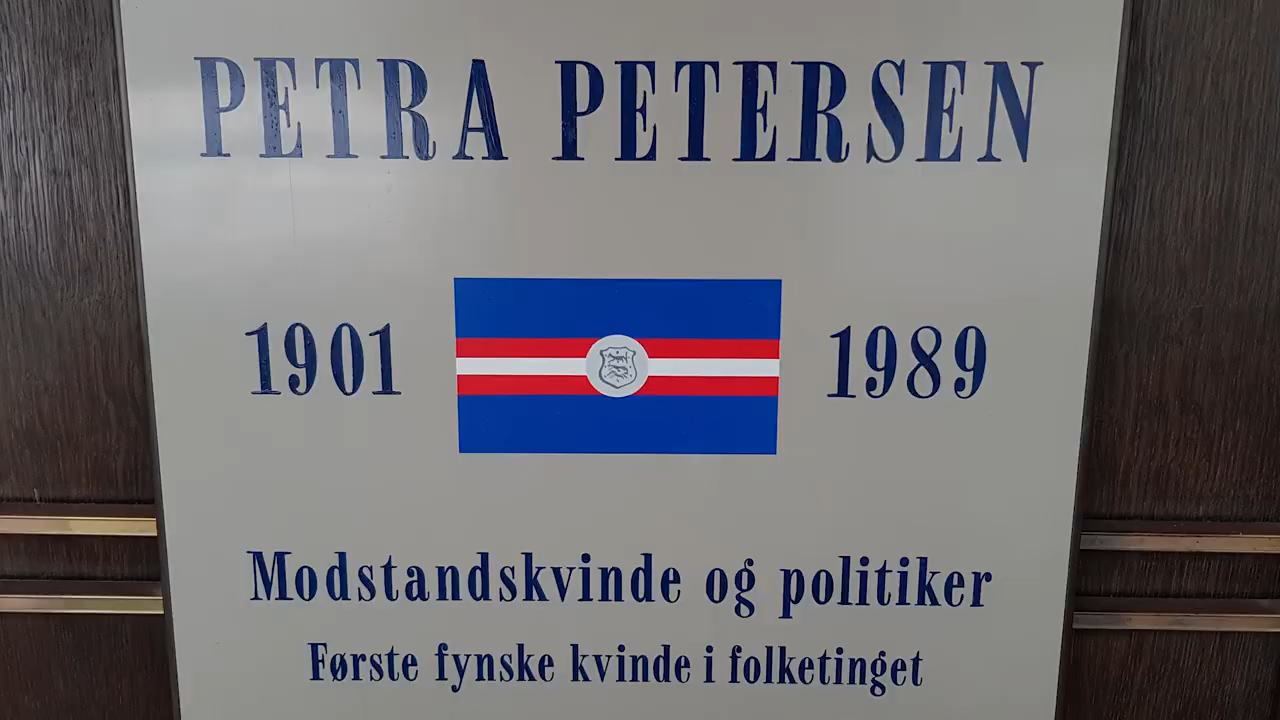 PETRA PETERSEN
1901 1989
Modstandskvinde og politiker
Første fynske kvinde i folketinget